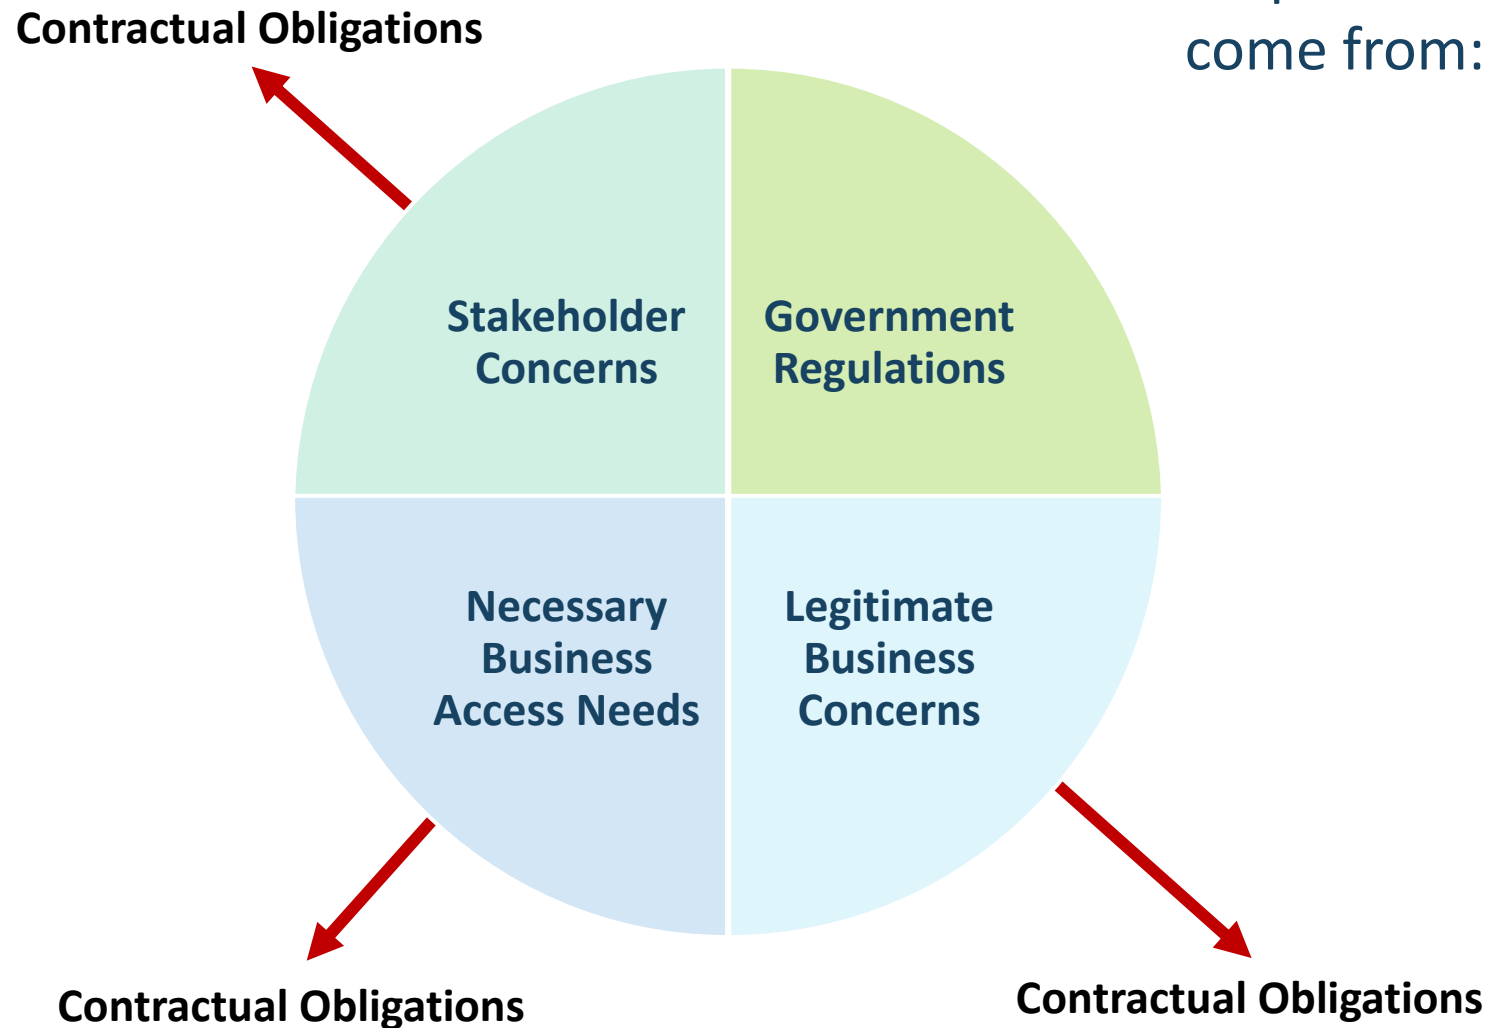 Contractual Obligations
come from:
Stakeholder
Concerns
Government
Regulations
Necessary
Business
Access Needs
Legitimate
Business
Concerns
Contractual Obligations
Contractual Obligations